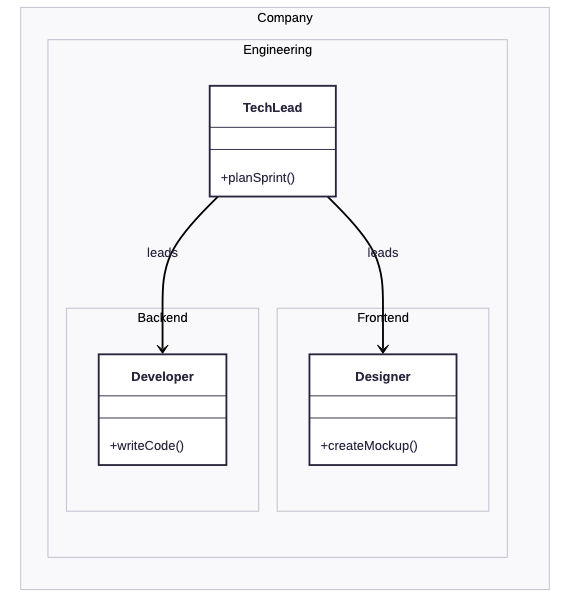 Company
Engineering
TechLead
+planSprint()
leads
leads
Backend
Frontend
Developer
Designer
+writeCode()
+createMockup()